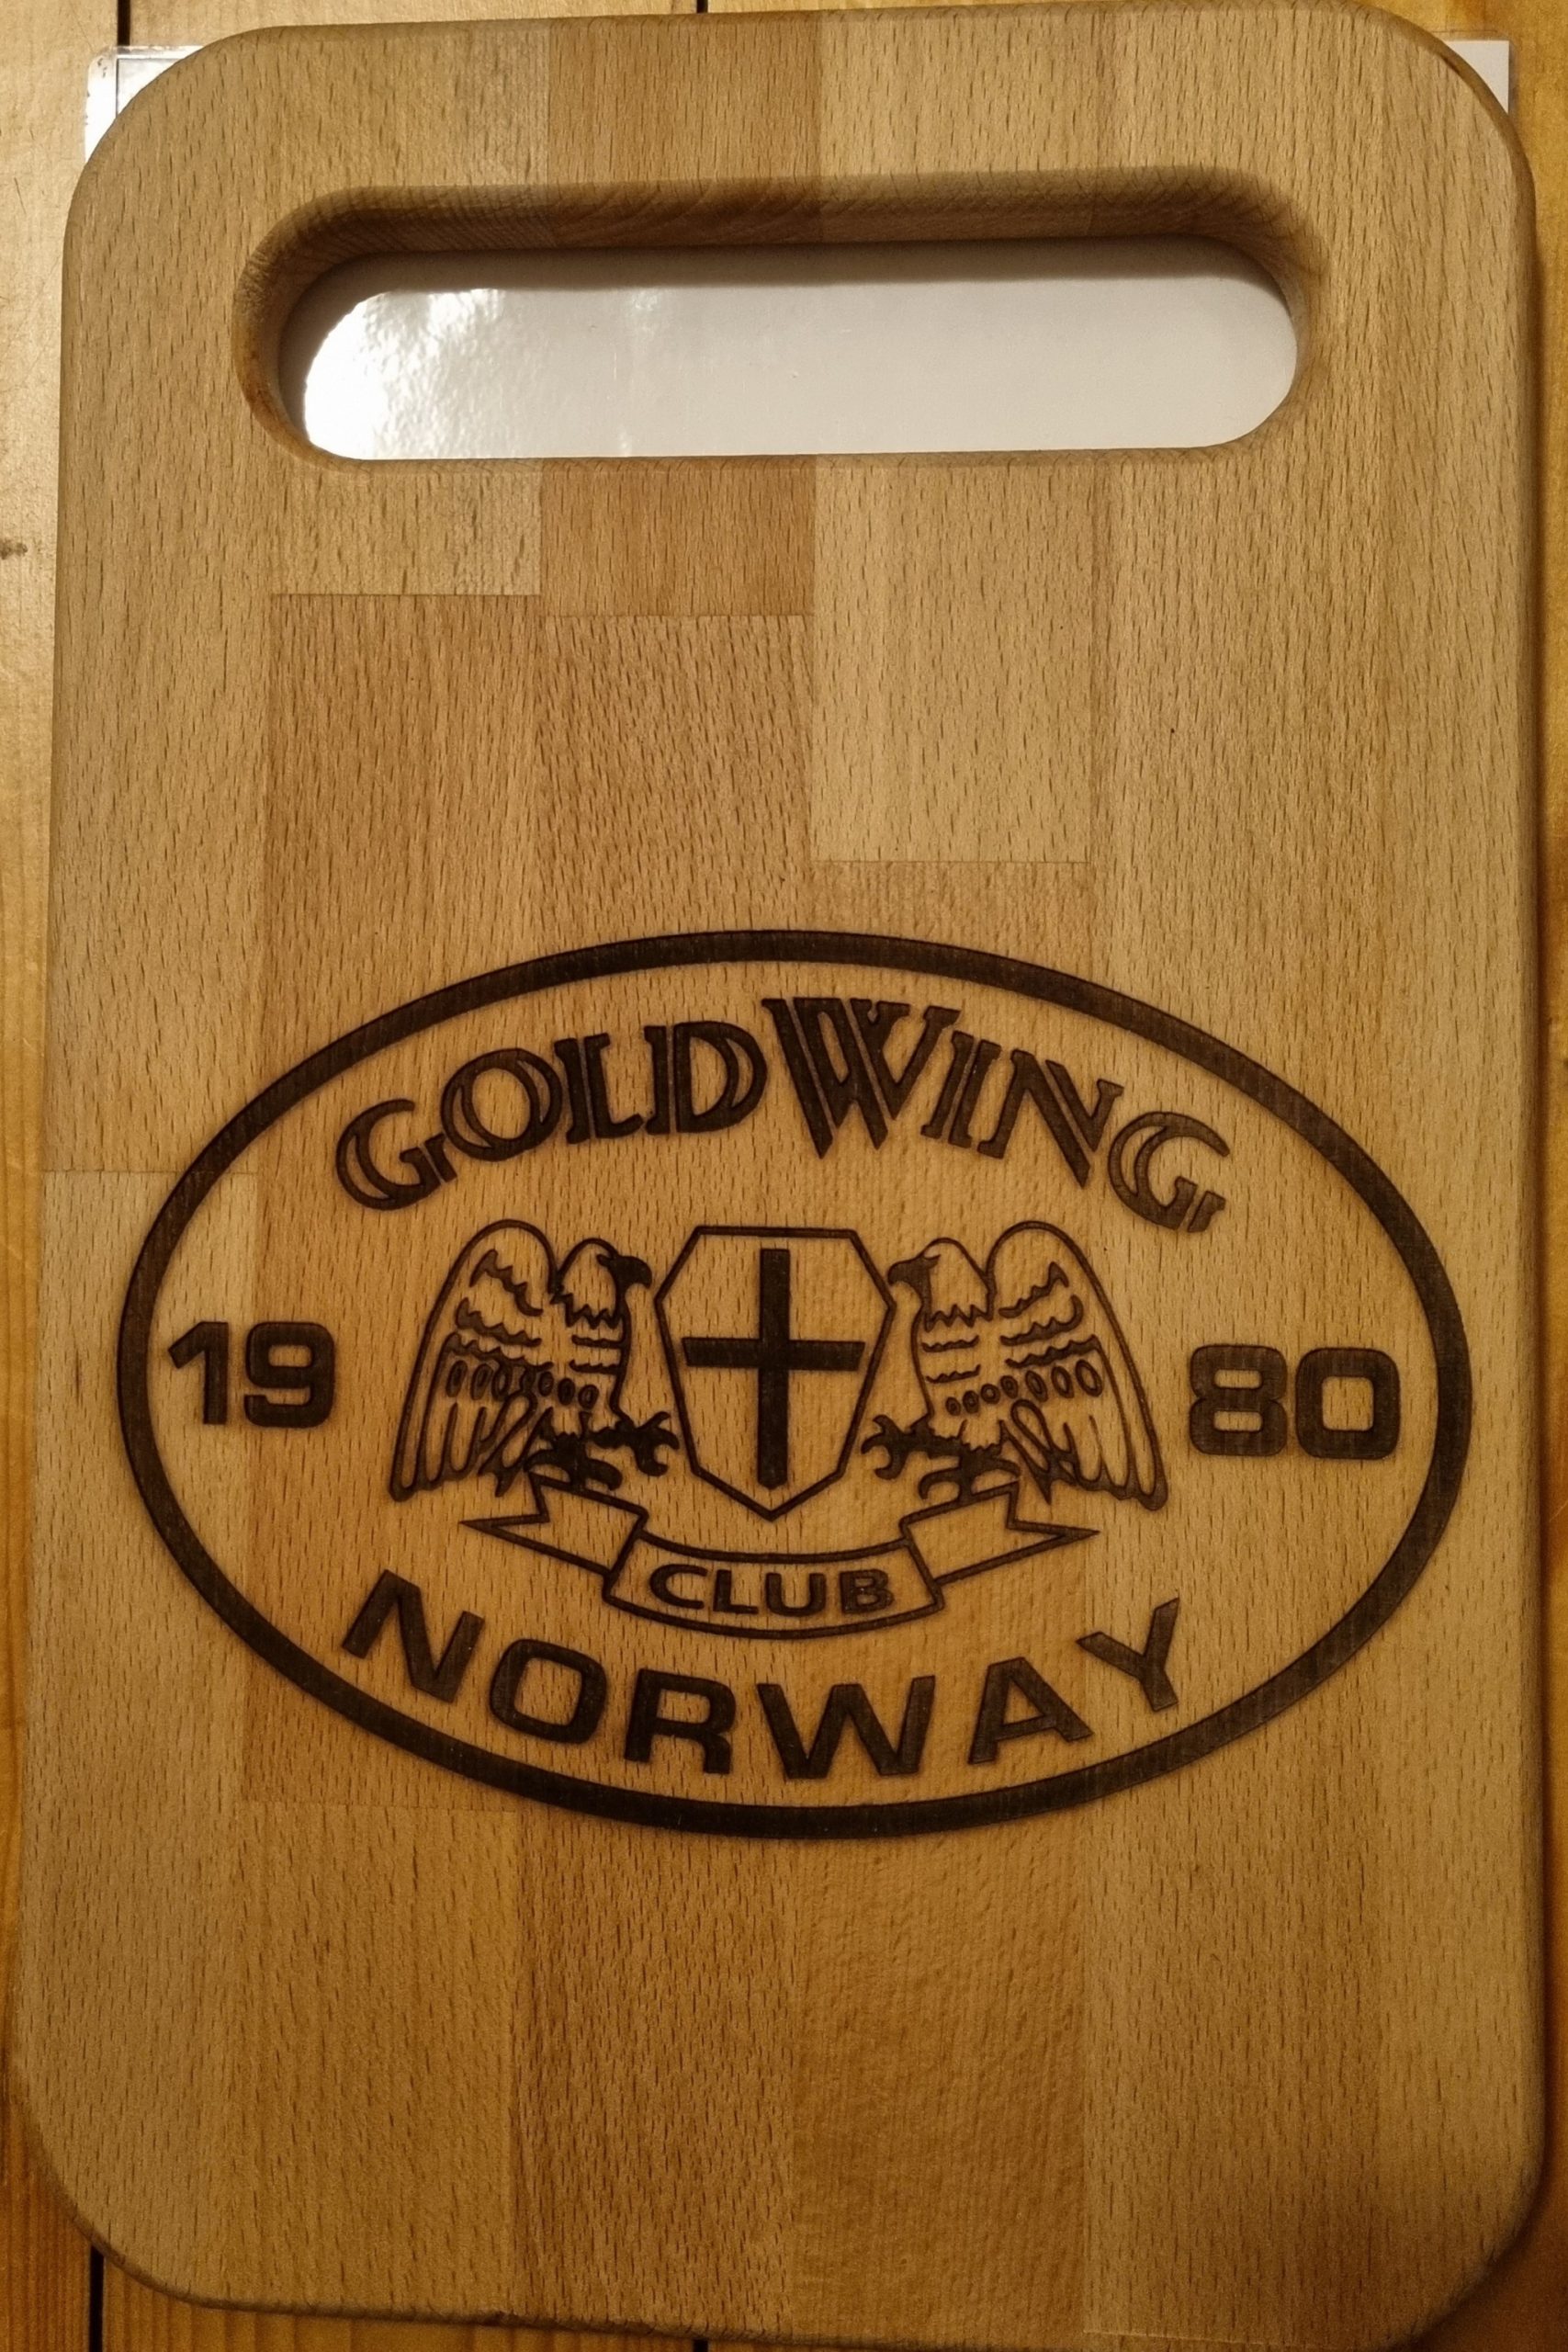 GOLDWING
19 80
CLUB
NORWAY